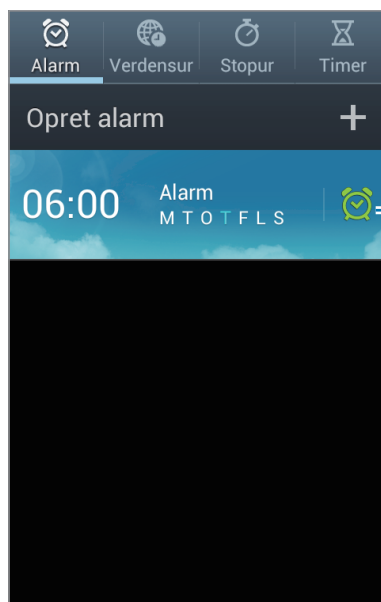 Alarm Verdensur Stopur Timer
Opret alarm
06:00
Alarm
M T O T F L S